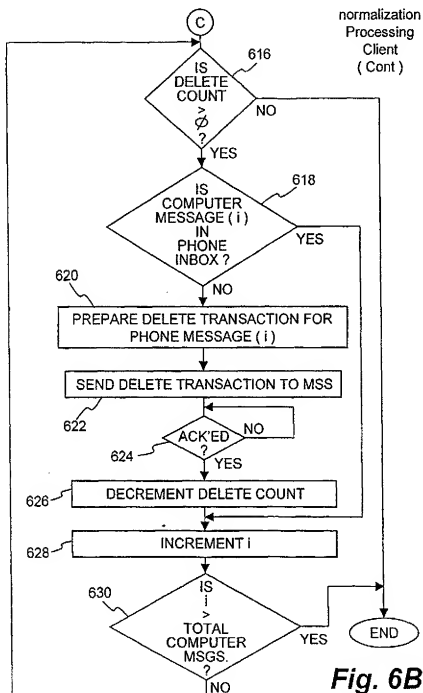 C
normalization
Processing
Client
( Cont )
616
IS
DELETE
COUNT
>
∅
?
NO
YES
618
IS
COMPUTER
MESSAGE ( i )
IN
PHONE
INBOX ?
YES
NO
620
PREPARE DELETE TRANSACTION FOR
PHONE MESSAGE ( i )
SEND DELETE TRANSACTION TO MSS
622
ACK'ED
?
NO
624
YES
626
DECREMENT DELETE COUNT
628
INCREMENT i
630
IS
i
>
TOTAL
COMPUTER
MSGS.
?
YES
END
NO
Fig. 6B